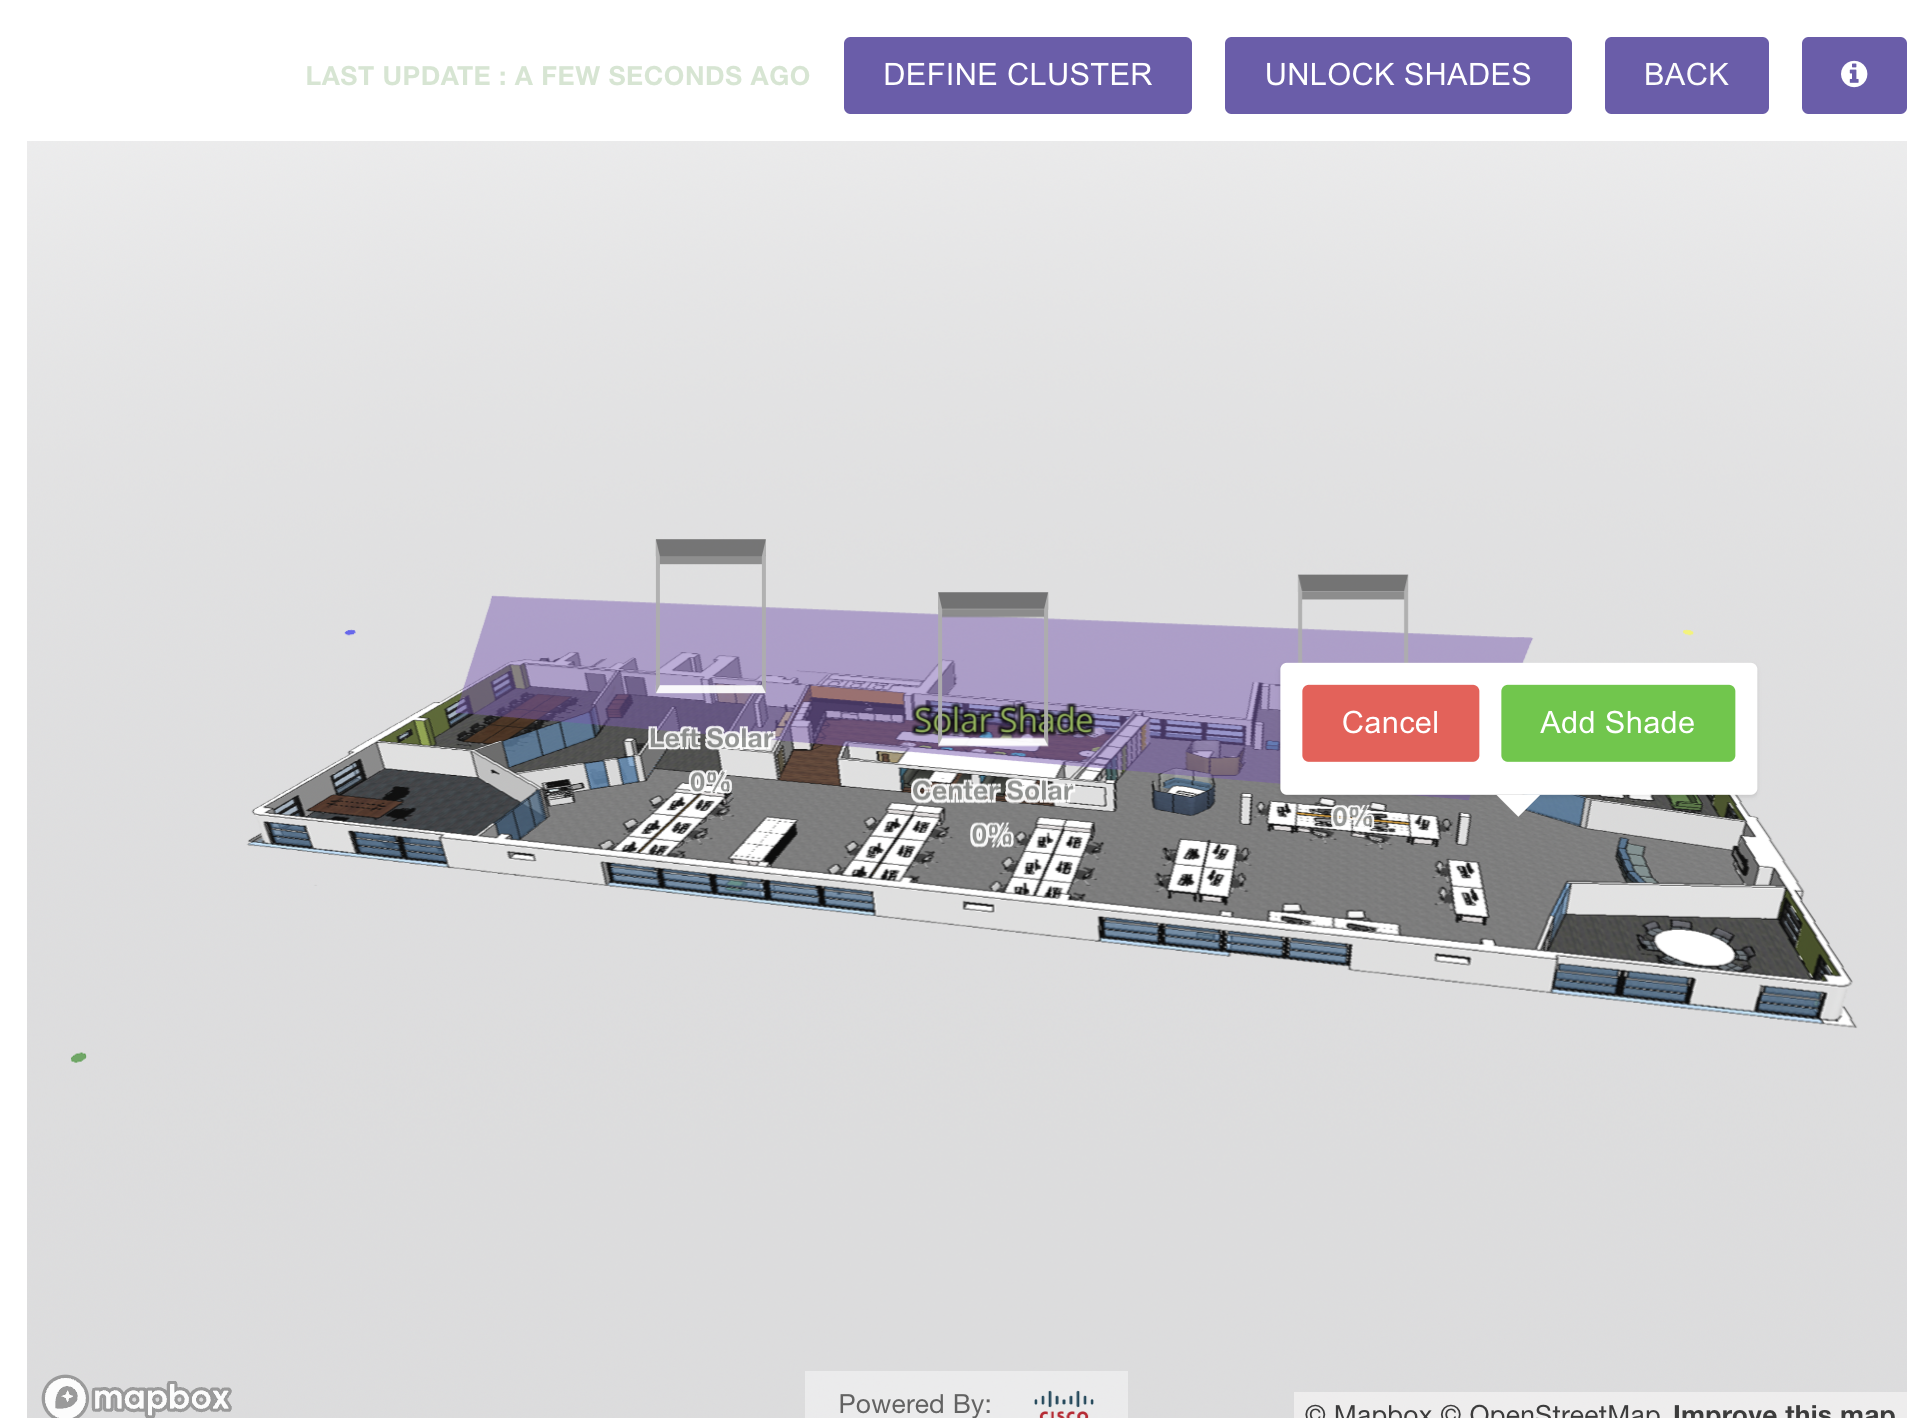 LAST UPDATE : A FEW SECONDS AGO
DEFINE CLUSTER
UNLOCK SHADES
BACK
Solar Shade
Cancel
Add Shade
Left Solar
0%
Center Solar
0%
0%
mapbox
Powered By:
CISCO
© Mapbox © OpenStreetMap Improve this map